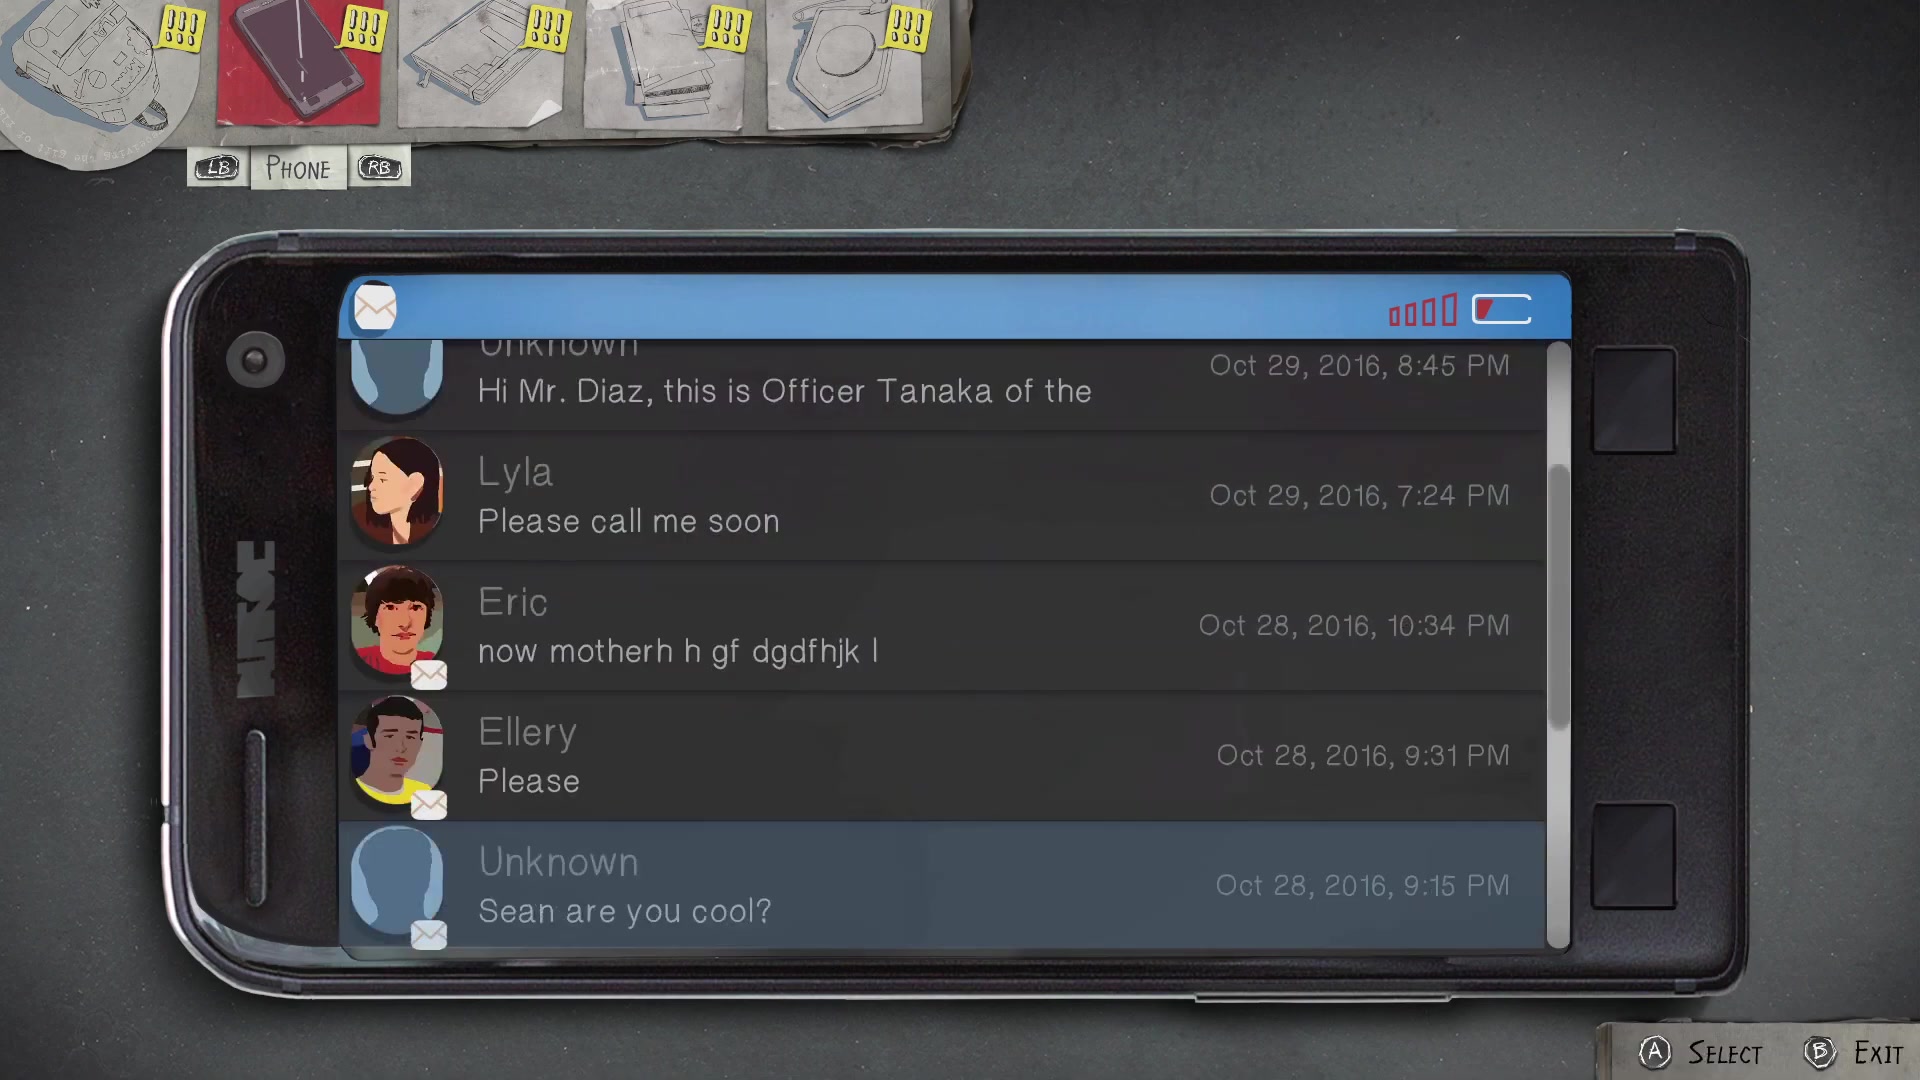 LB PHONE RB
Unknown
Oct 29, 2016, 8:45 PM
Hi Mr. Diaz, this is Officer Tanaka of the
Lyla
Oct 29, 2016, 7:24 PM
Please call me soon
Eric
Oct 28, 2016, 10:34 PM
now motherh h gf dgdfhjk l
Ellery
Oct 28, 2016, 9:31 PM
Please
Unknown
Oct 28, 2016, 9:15 PM
Sean are you cool?
A SELECT B EXIT